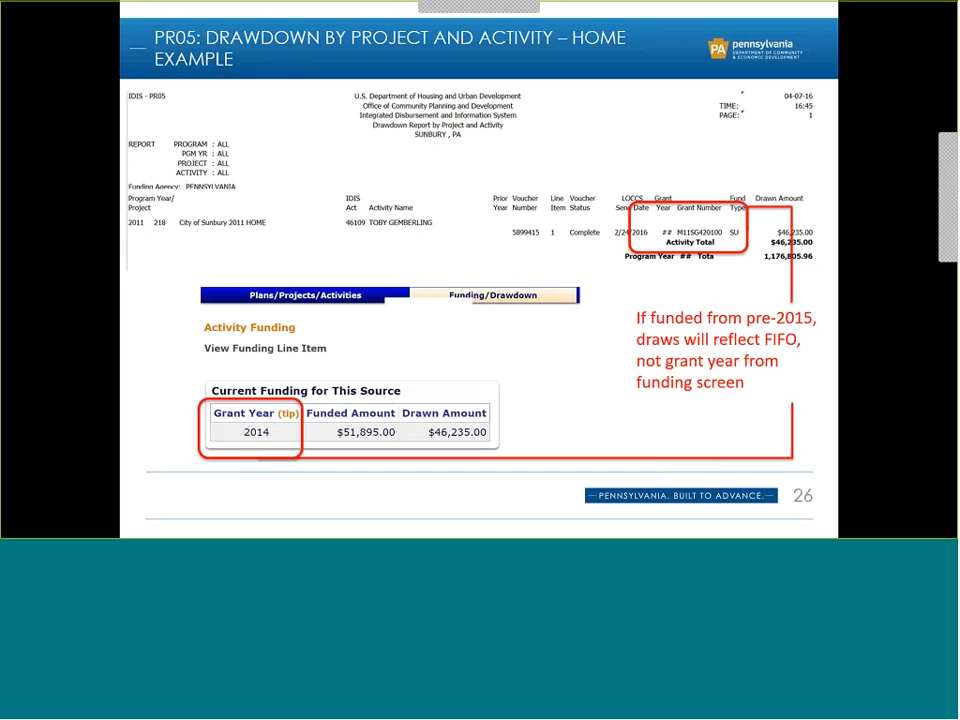 PR05: DRAWDOWN BY PROJECT AND ACTIVITY – HOME
EXAMPLE
PA pennsylvania
DEPARTMENT OF COMMUNITY
& ECONOMIC DEVELOPMENT
IDIS - PR05
U.S. Department of Housing and Urban Development
Office of Community Planning and Development
Integrated Disbursement and Information System
Drawdown Report by Project and Activity
SUNBURY , PA
04-07-16
TIME: 16:45
PAGE: 1
REPORT PROGRAM : ALL
PGM YR : ALL
PROJECT : ALL
ACTIVITY : ALL
Funding Agency: PENNSYLVANIA
Program Year/ IDIS Prior Voucher Line Voucher LOCCS Grant Fund Drawn Amount
Project Act Activity Name Year Number Item Status Send Date Year Grant Number Type
2011 218 City of Sunbury 2011 HOME 46109 TOBY GEMBERLING
5899415 1 Complete 2/24/2016 ## M11SG420100 SU $46,235.00
Activity Total $46,235.00
Program Year ## Tota 1,176,805.96
Plans/Projects/Activities Funding/Drawdown
Activity Funding
View Funding Line Item
Current Funding for This Source
Grant Year (tip) Funded Amount Drawn Amount
2014 $51,895.00 $46,235.00
If funded from pre-2015,
draws will reflect FIFO,
not grant year from
funding screen
PENNSYLVANIA. BUILT TO ADVANCE. 26